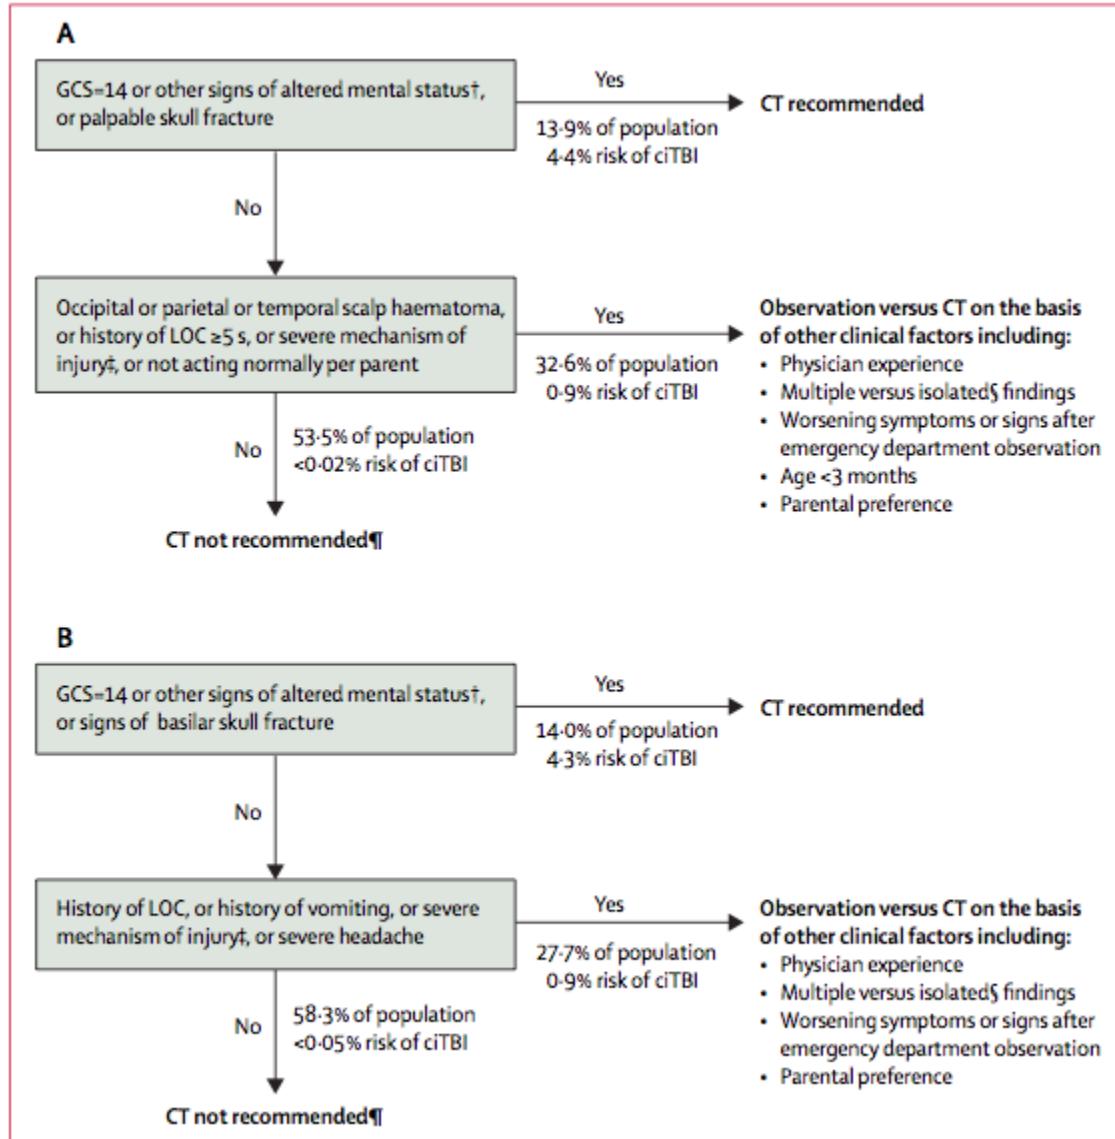 A
GCS=14 or other signs of altered mental status†,
or palpable skull fracture
Yes
13·9% of population
4·4% risk of ciTBI
CT recommended
No
Occipital or parietal or temporal scalp haematoma,
or history of LOC ≥5 s, or severe mechanism of
injury‡, or not acting normally per parent
Yes
32·6% of population
0·9% risk of ciTBI
Observation versus CT on the basis
of other clinical factors including:
• Physician experience
• Multiple versus isolated§ findings
• Worsening symptoms or signs after
emergency department observation
• Age <3 months
• Parental preference
No
53·5% of population
<0·02% risk of ciTBI
CT not recommended¶
B
GCS=14 or other signs of altered mental status†,
or signs of basilar skull fracture
Yes
14·0% of population
4·3% risk of ciTBI
CT recommended
No
History of LOC, or history of vomiting, or severe
mechanism of injury‡, or severe headache
Yes
27·7% of population
0·9% risk of ciTBI
Observation versus CT on the basis
of other clinical factors including:
• Physician experience
• Multiple versus isolated§ findings
• Worsening symptoms or signs after
emergency department observation
• Parental preference
No
58·3% of population
<0·05% risk of ciTBI
CT not recommended¶